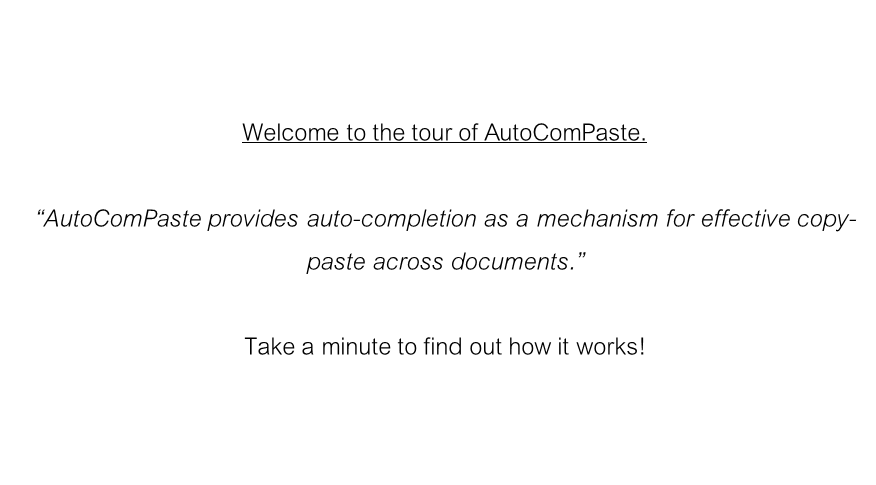 Welcome to the tour of AutoComPaste.
“AutoComPaste provides auto-completion as a mechanism for effective copy-
paste across documents.”
Take a minute to find out how it works!